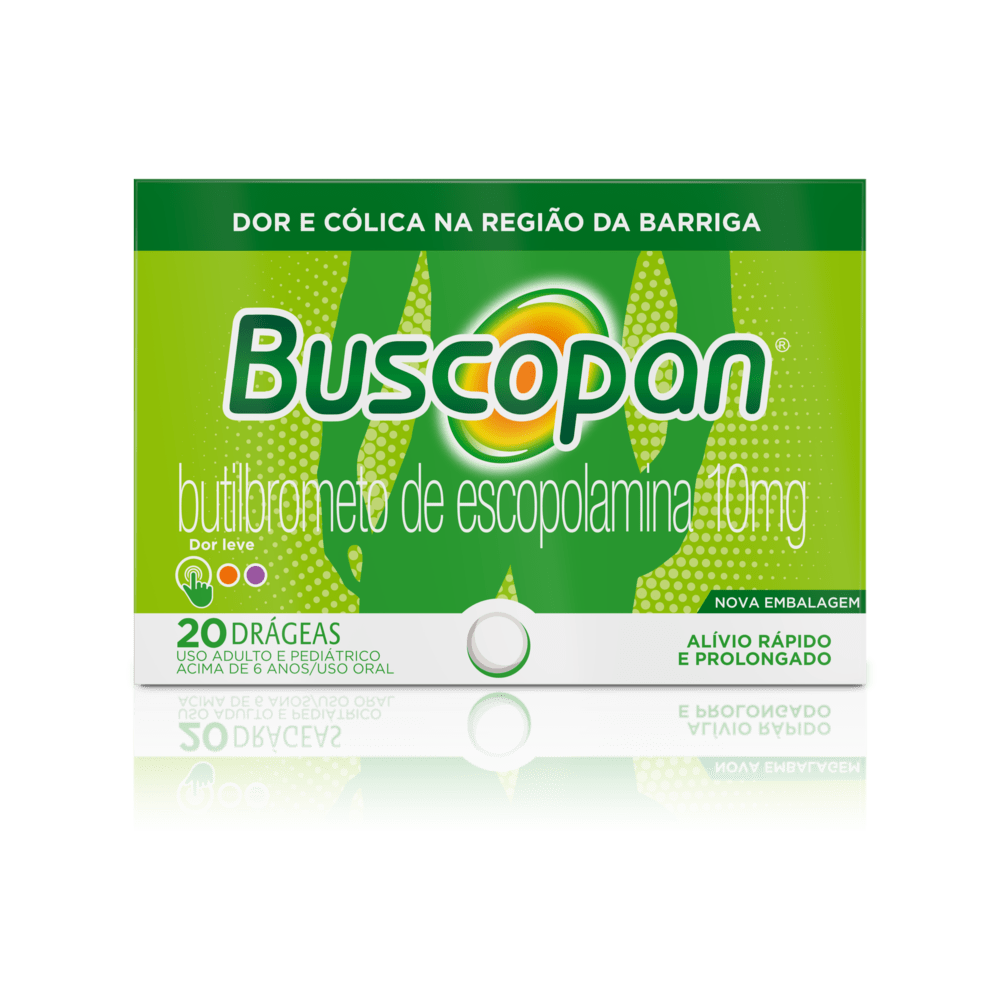 DOR E CÓLICA NA REGIÃO DA BARRIGA
Buscopan®
butilbrometo de escopolamina 10mg
Dor leve
NOVA EMBALAGEM
20 DRÁGEAS
USO ADULTO E PEDIÁTRICO
ACIMA DE 6 ANOS/USO ORAL
ALÍVIO RÁPIDO
E PROLONGADO